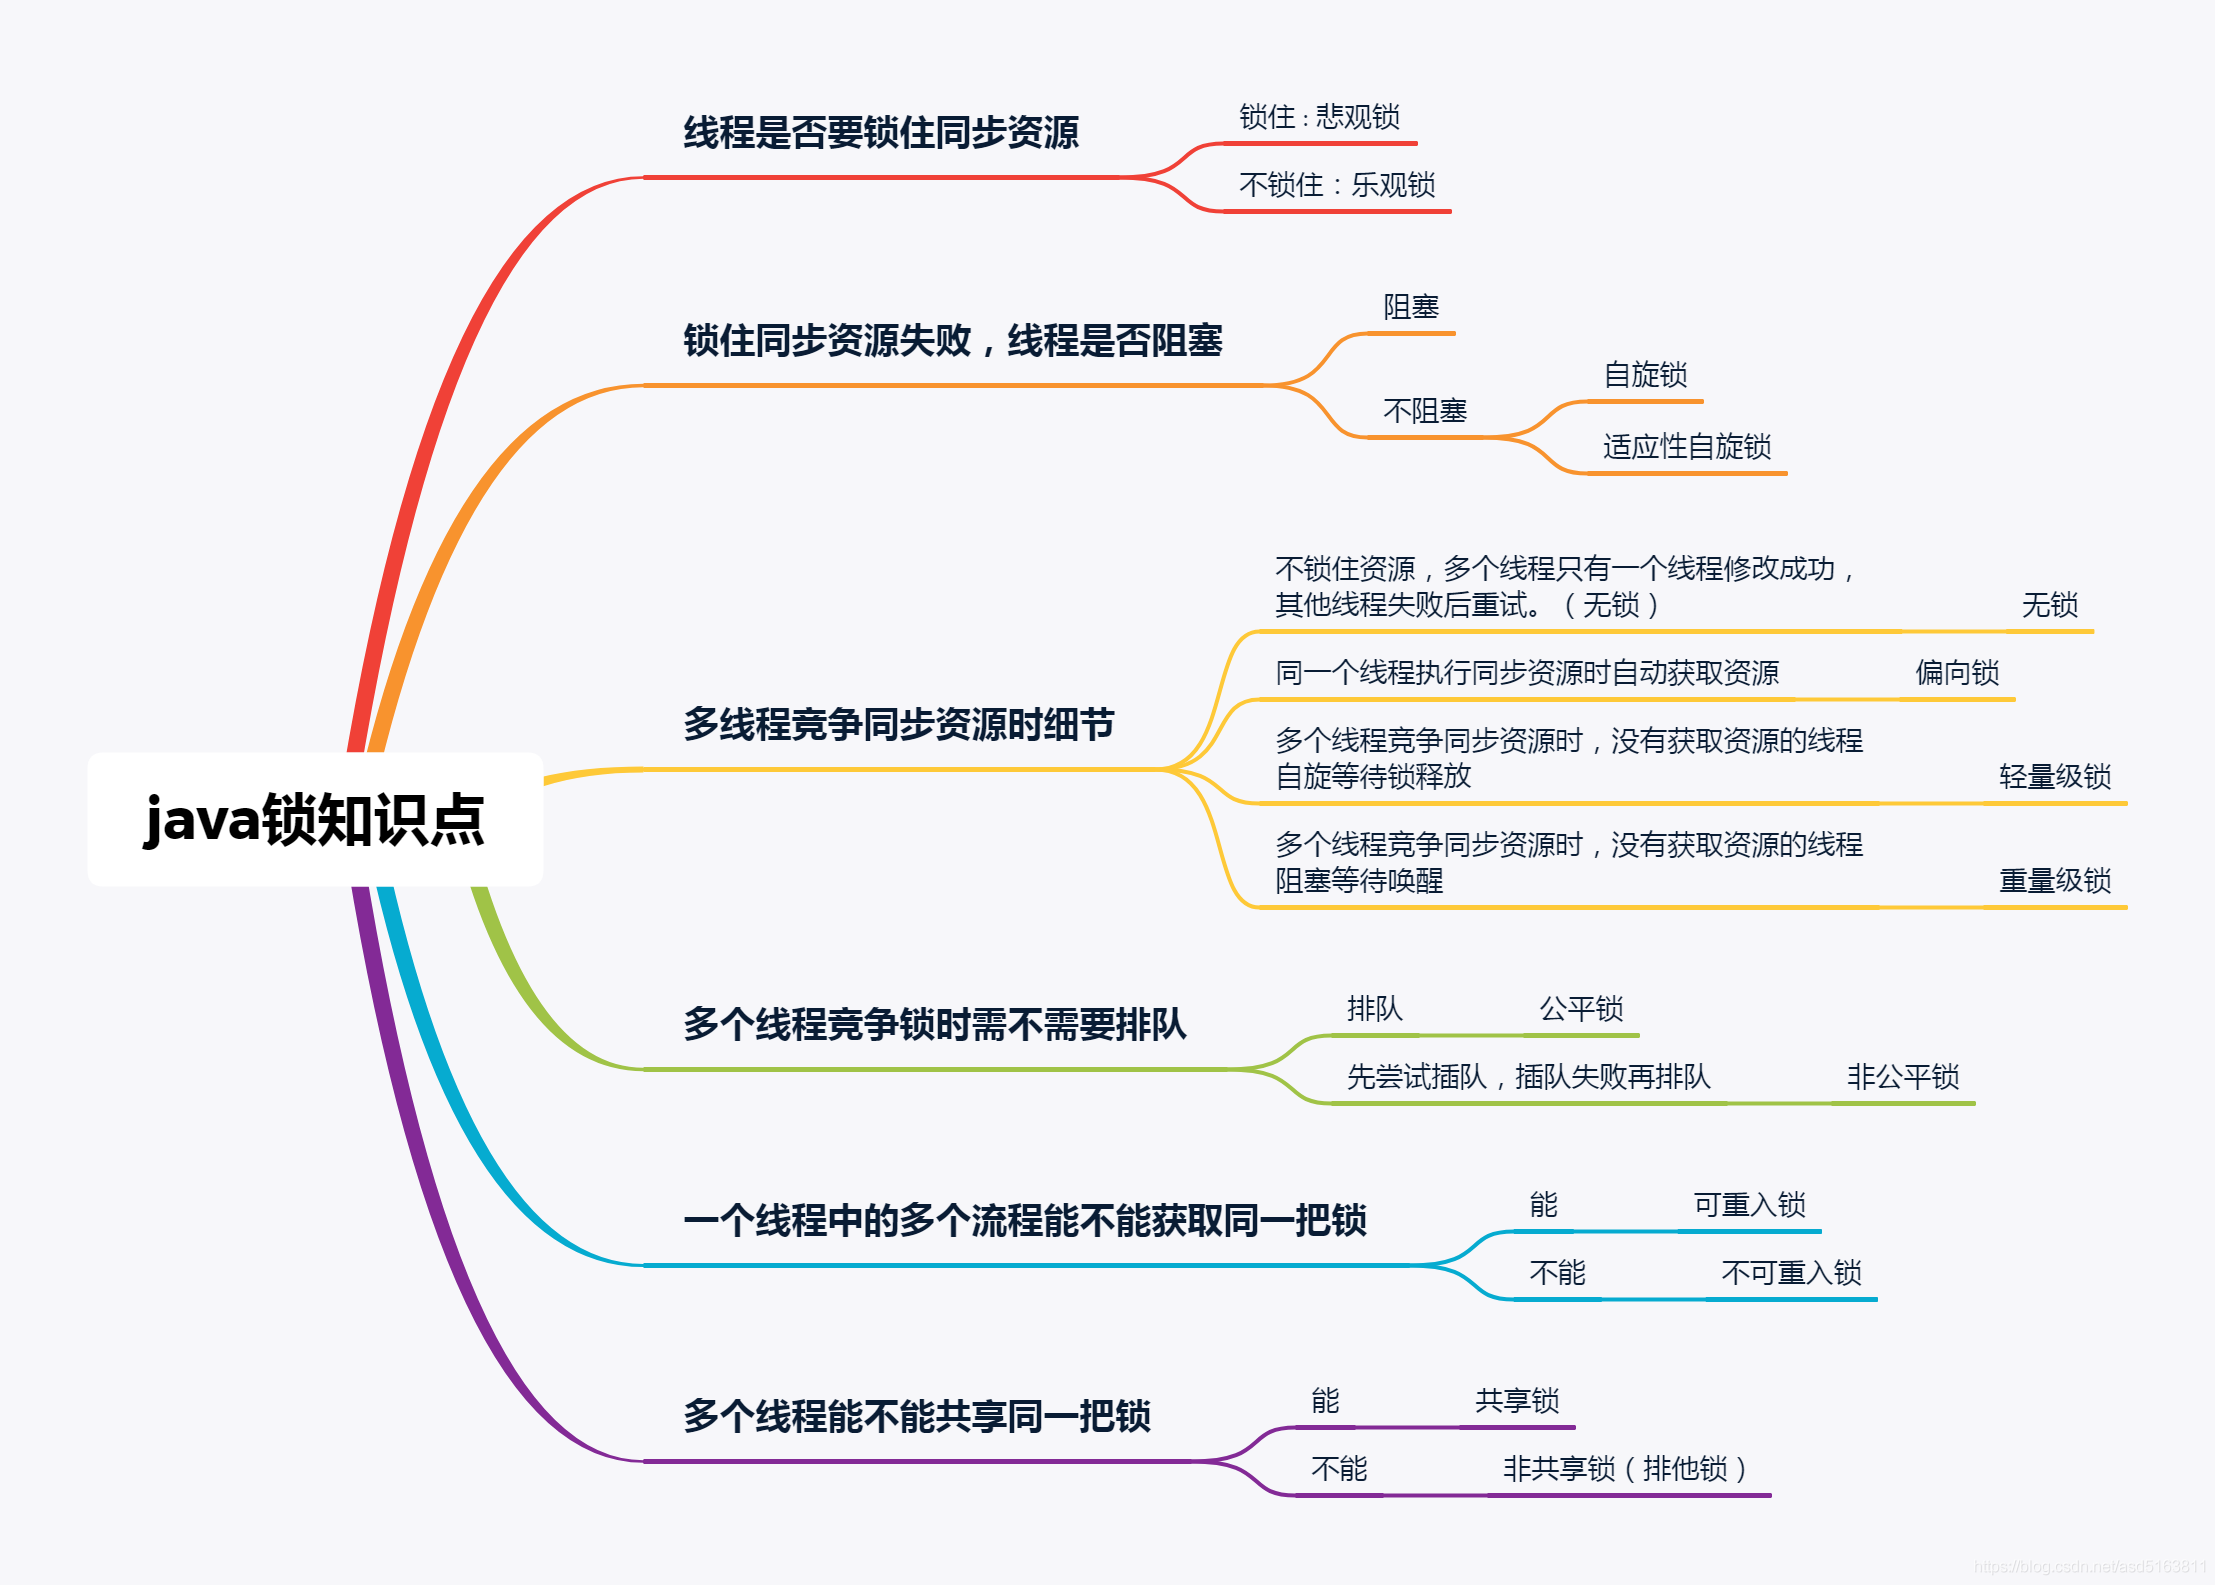 线程是否要锁住同步资源
锁住：悲观锁
不锁住：乐观锁
锁住同步资源失败，线程是否阻塞
阻塞
不阻塞
自旋锁
适应性自旋锁
java锁知识点
多线程竞争同步资源时细节
不锁住资源，多个线程只有一个线程修改成功，
其他线程失败后重试。（无锁）
无锁
同一个线程执行同步资源时自动获取资源
偏向锁
多个线程竞争同步资源时，没有获取资源的线程
自旋等待锁释放
轻量级锁
多个线程竞争同步资源时，没有获取资源的线程
阻塞等待唤醒
重量级锁
多个线程竞争锁时需不需要排队
排队
公平锁
先尝试插队，插队失败再排队
非公平锁
一个线程中的多个流程能不能获取同一把锁
能
可重入锁
不能
不可重入锁
多个线程能不能共享同一把锁
能
共享锁
不能
非共享锁（排他锁）
https://blog.csdn.net/asd5163811